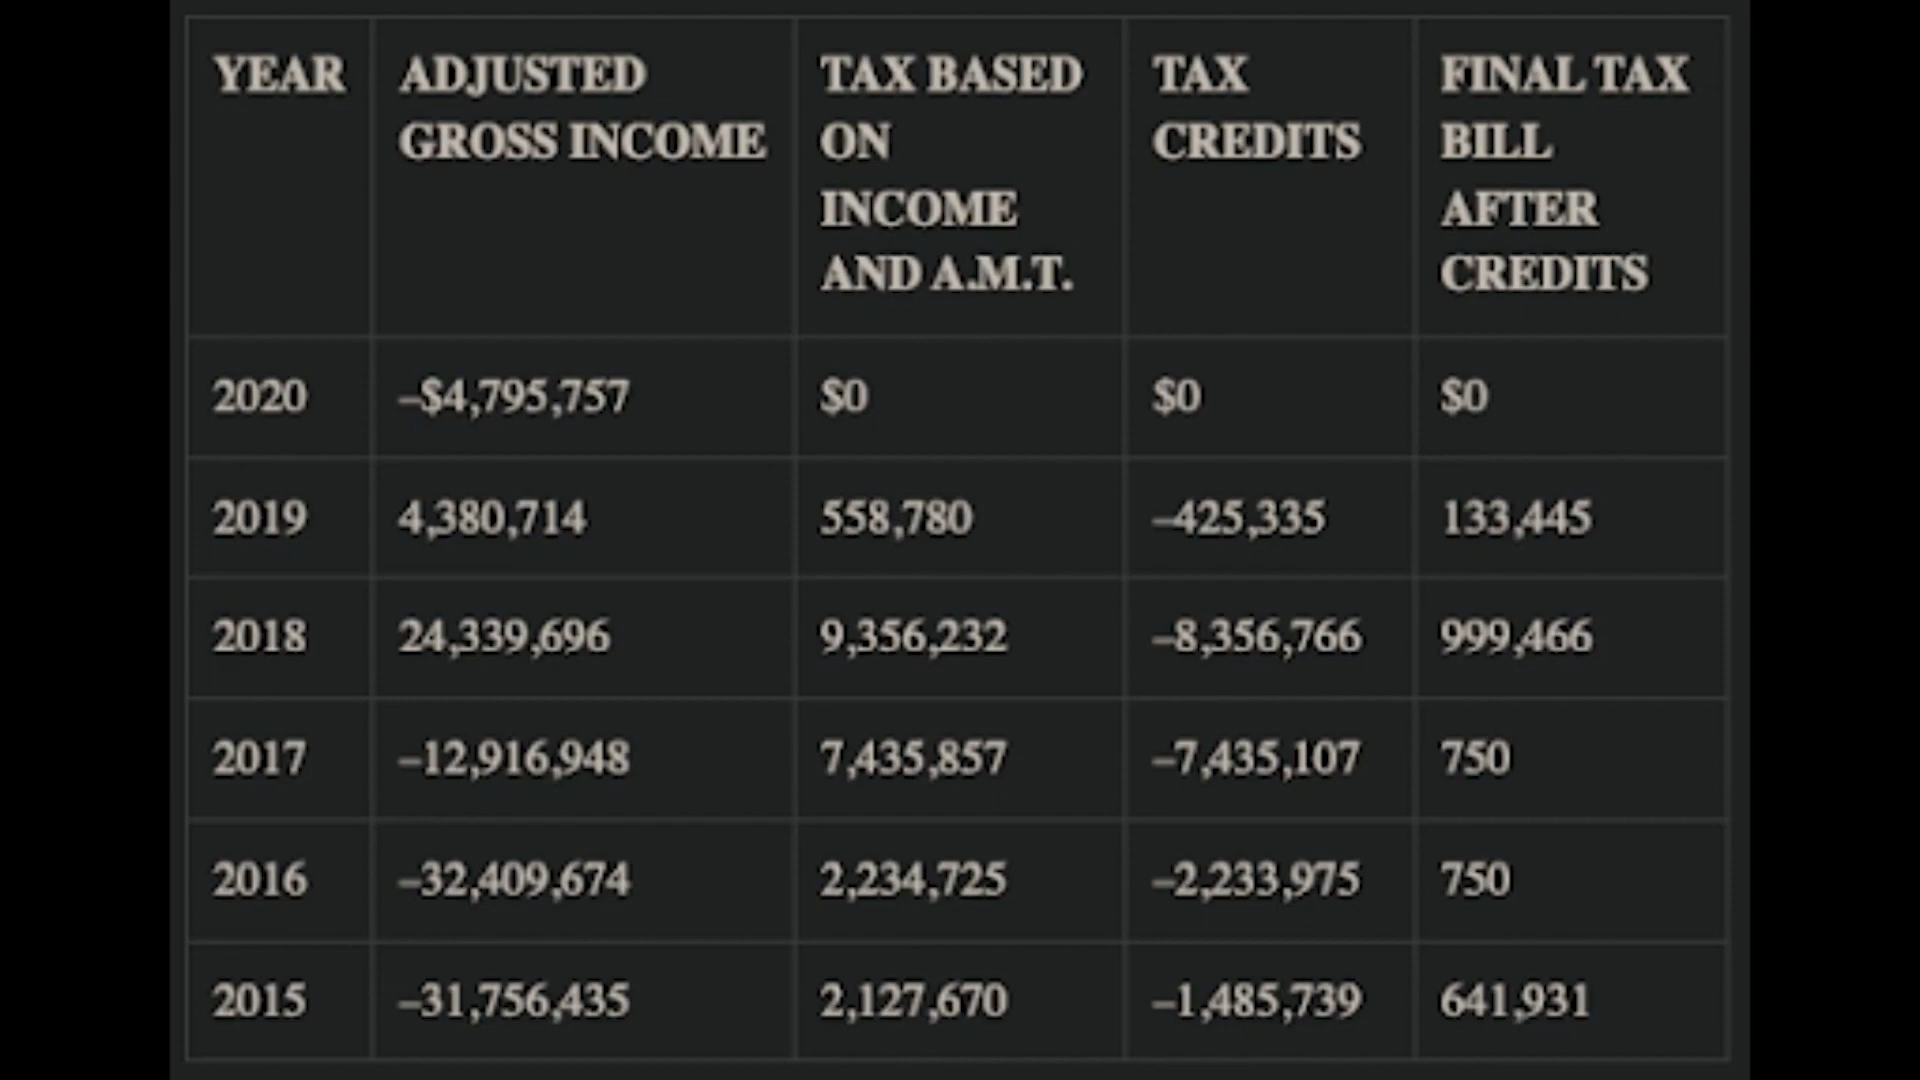 YEAR ADJUSTED GROSS INCOME TAX BASED ON INCOME AND A.M.T. TAX CREDITS FINAL TAX BILL AFTER CREDITS
2020 –$4,795,757 $0 $0 $0
2019 4,380,714 558,780 –425,335 133,445
2018 24,339,696 9,356,232 –8,356,766 999,466
2017 –12,916,948 7,435,857 –7,435,107 750
2016 –32,409,674 2,234,725 –2,233,975 750
2015 –31,756,435 2,127,670 –1,485,739 641,931